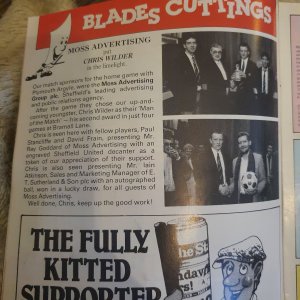 BLADES CUTTINGS
MOSS ADVERTISING
put
CHRIS WILDER
in the limelight.
Our match sponsors for the home game with
Plymouth Argyle, were the Moss Advertising
Group plc, Sheffield's leading advertising
and public relations agency.
After the game they chose our up-and-
coming youngster, Chris Wilder as their 'Man
of the Match' — his second award in just four
games at Bramall Lane.
Chris is seen here with fellow players, Paul
Stancliffe and David Frain, presenting Mr.
Ray Goddard of Moss Advertising with an
engraved Sheffield United decanter as a
token of our appreciation of their support.
Chris is also seen presenting Mr. Iain
Atkinson, Sales and Marketing Manager of E.
T. Sutherland & Son plc with an autographed
ball, won in a lucky draw, for all guests of
Moss Advertising.
Well done, Chris, keep up the good work!
THE FULLY
KITTED
SUPPORTER